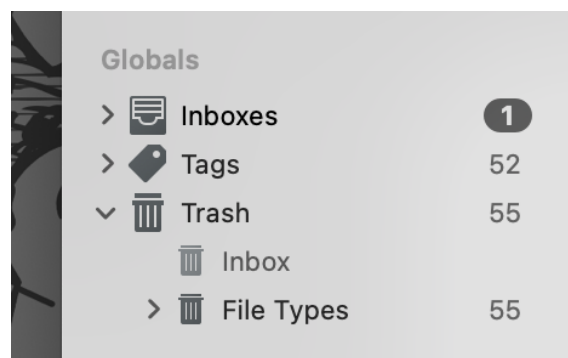 Globals
Inboxes 1
Tags 52
Trash 55
Inbox
File Types 55